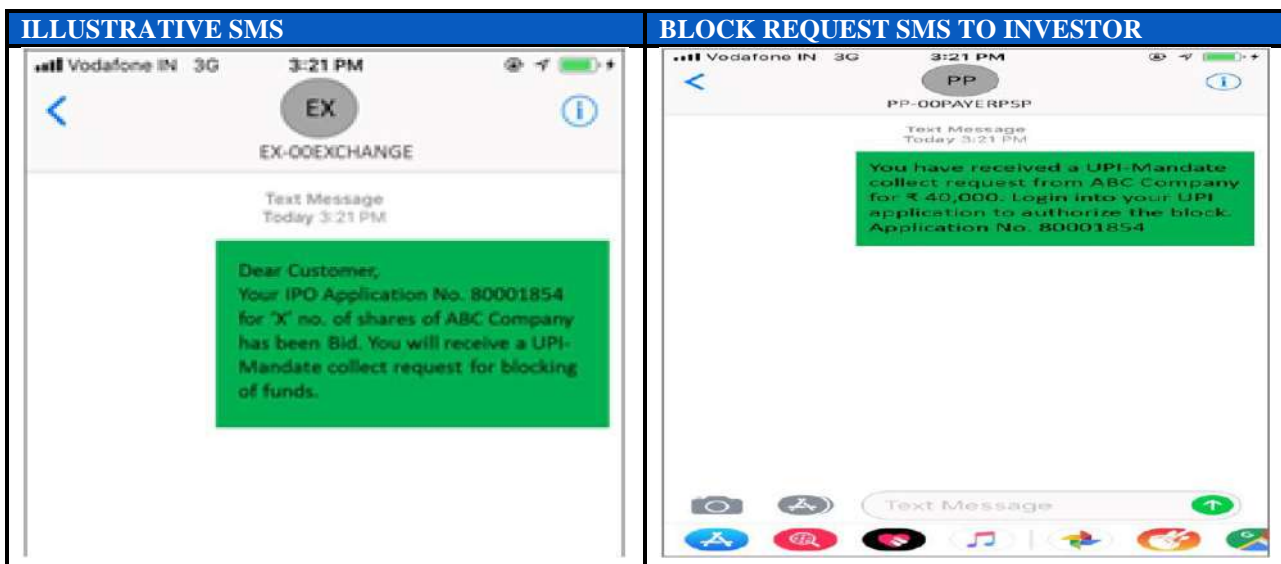 ILLUSTRATIVE SMS
Vodafone IN 3G 3:21 PM
EX
EX-OOEXCHANGE
Text Message
Today 3:21 PM
Dear Customer,
Your IPO Application No. 80001854
for 'X' no. of shares of ABC Company
has been Bid. You will receive a UPI-
Mandate collect request for blocking
of funds.
BLOCK REQUEST SMS TO INVESTOR
Vodafone IN 3G 3:21 PM
PP
PP-OOPAYERPSP
Text Message
Today 3:21 PM
You have received a UPI-Mandate
collect request from ABC Company
for ₹ 40,000. Login into your UPI
application to authorize the block.
Application No. 80001854
Text Message